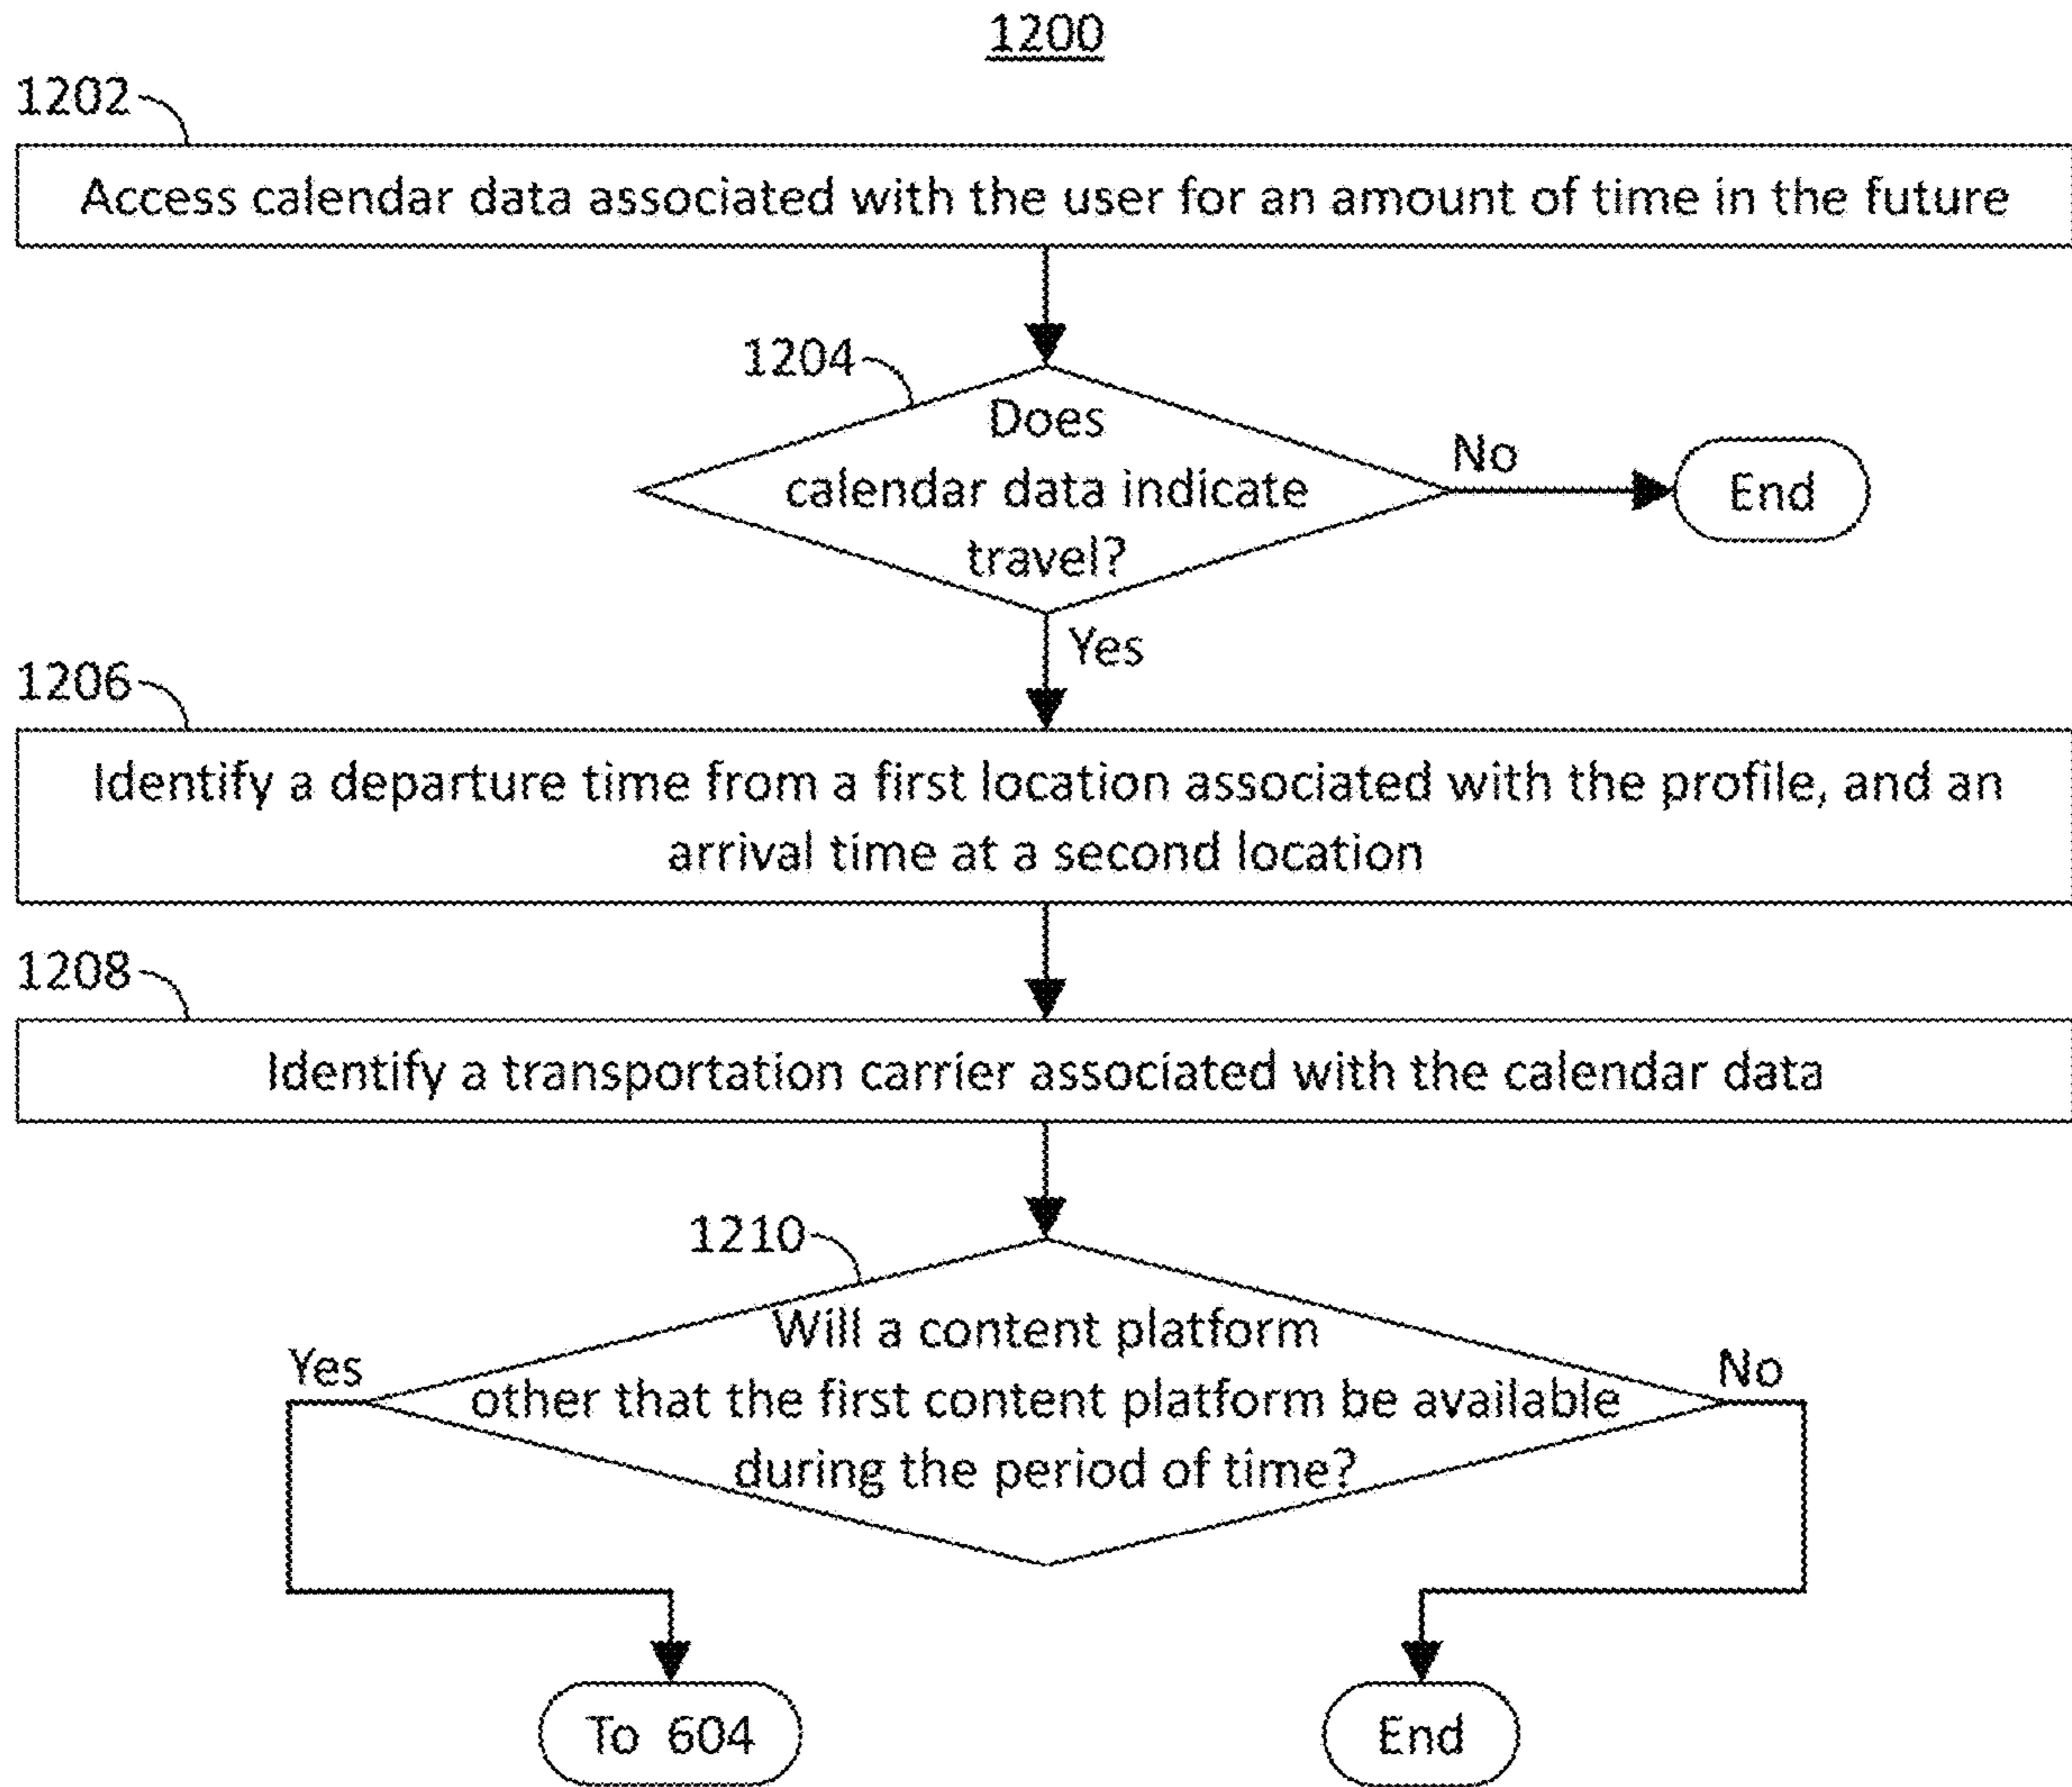 1200
1202
Access calendar data associated with the user for an amount of time in the future
1204
Does
calendar data indicate
travel?
No
End
Yes
1206
Identify a departure time from a first location associated with the profile, and an
arrival time at a second location
1208
Identify a transportation carrier associated with the calendar data
1210
Will a content platform
other that the first content platform be available
during the period of time?
Yes
No
To 604
End